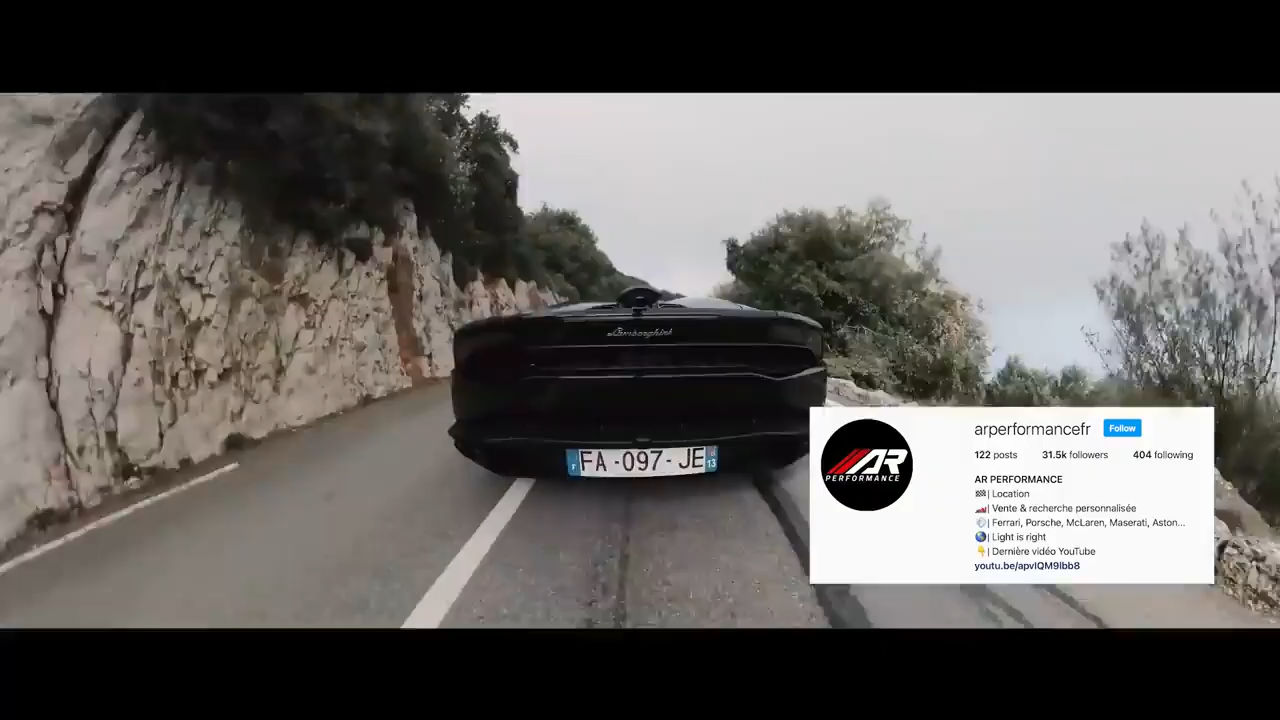 Lamborghini
F FA-097-JE 13
arperformancefr Follow
122 posts 31.5k followers 404 following
AR
PERFORMANCE
AR PERFORMANCE
🏁| Location
🏎️| Vente & recherche personnalisée
💨| Ferrari, Porsche, McLaren, Maserati, Aston...
🌎| Light is right
👇| Dernière vidéo YouTube
youtu.be/apvIQM9lbb8